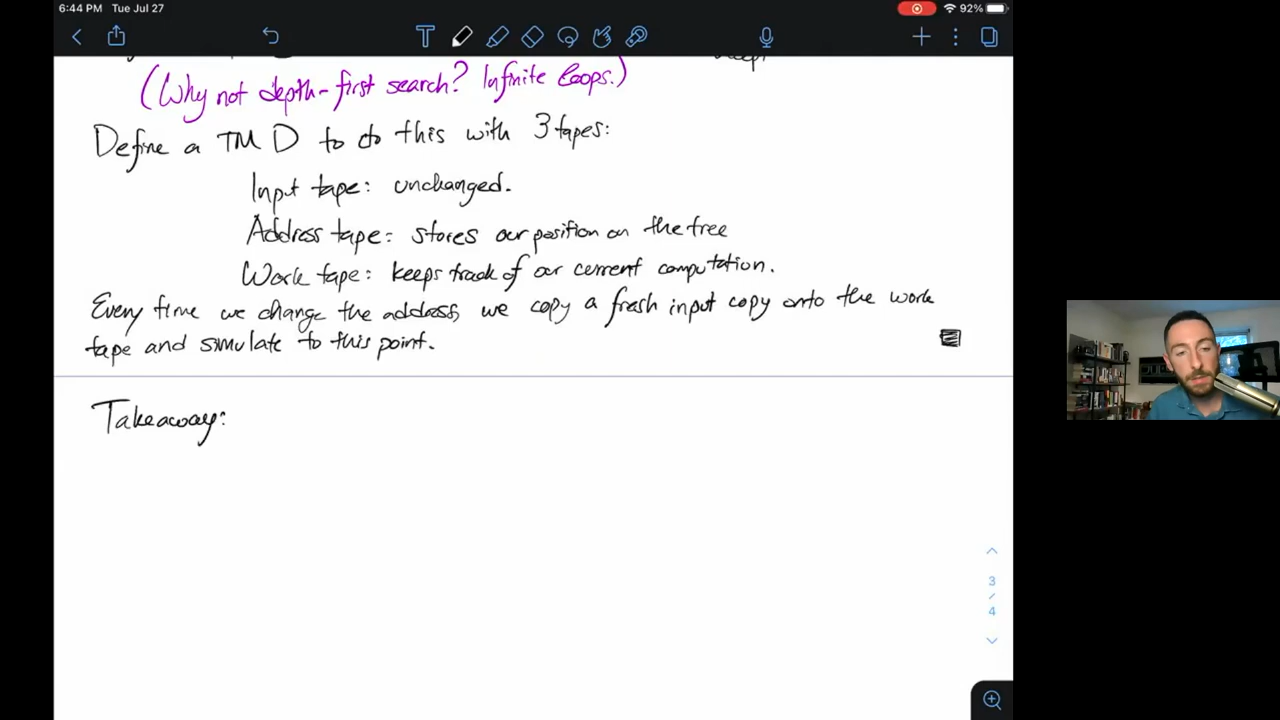 6:44 PM Tue Jul 27
92%
(Why not depth-first search? Infinite loops.)
Define a TM D to do this with 3 tapes:
Input tape: unchanged.
Address tape: stores our position on the tree
Work tape: keeps track of our current computation.
Every time we change the address, we copy a fresh input copy onto the work
tape and simulate to this point.
Takeaway:
3
/
4